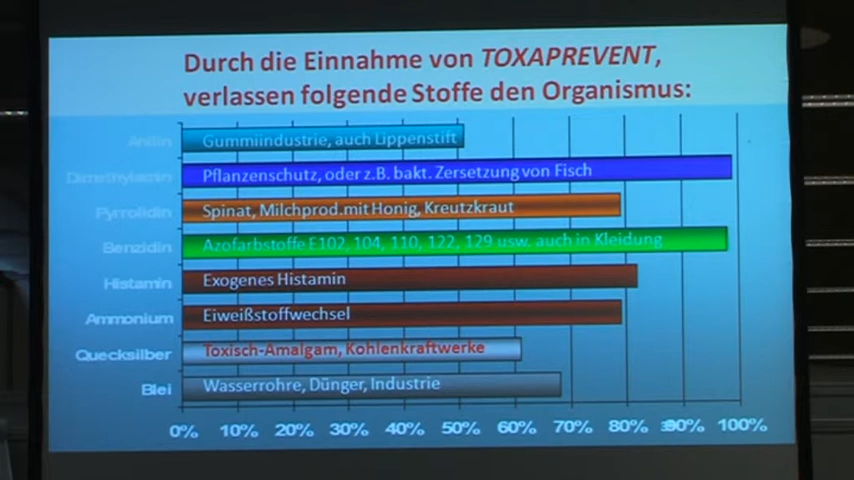 Durch die Einnahme von TOXAPREVENT,
verlassen folgende Stoffe den Organismus:
Anilin Gummiindustrie, auch Lippenstift
Dimethylamin Pflanzenschutz, oder z.B. bakt. Zersetzung von Fisch
Pyrrolidin Spinat, Milchprod.mit Honig, Kreutzkraut
Benzidin Azofarbstoffe E102, 104, 110, 122, 129 usw. auch in Kleidung
Histamin Exogenes Histamin
Ammonium Eiweißstoffwechsel
Quecksilber Toxisch-Amalgam, Kohlenkraftwerke
Blei Wasserrohre, Dünger, Industrie
0% 10% 20% 30% 40% 50% 60% 70% 80% 90% 100%